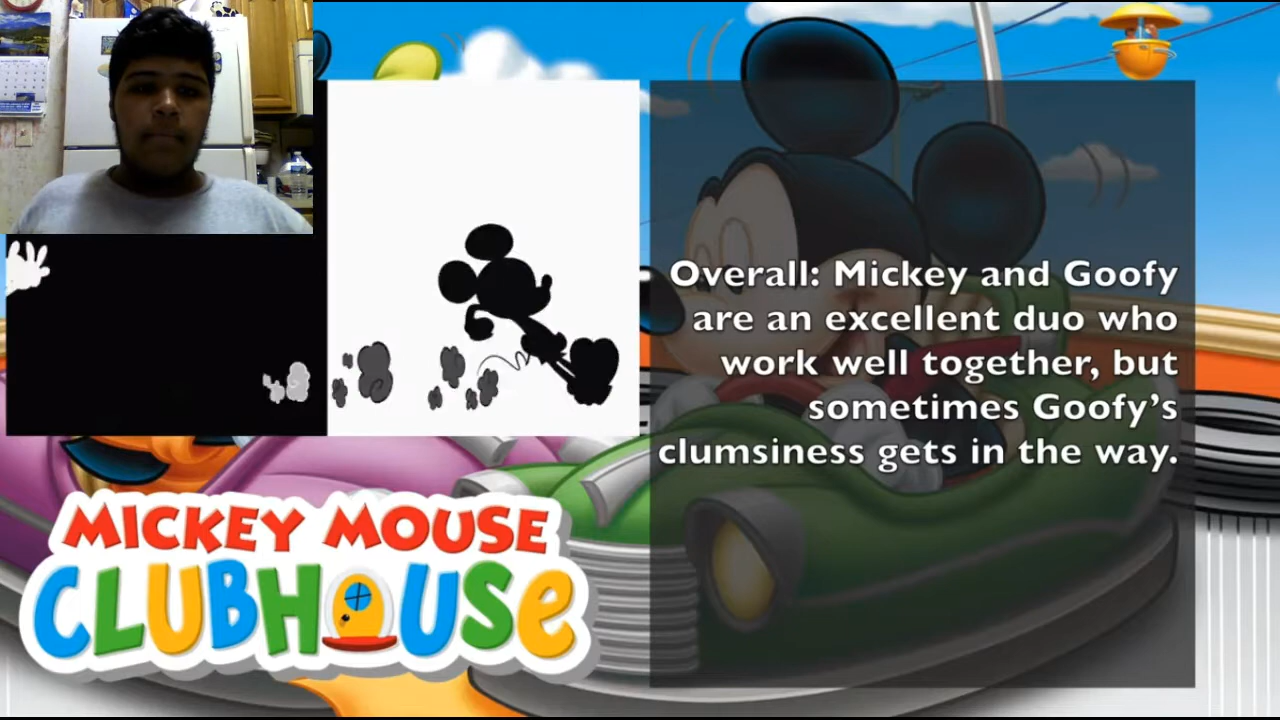 Overall: Mickey and Goofy
are an excellent duo who
work well together, but
sometimes Goofy's
clumsiness gets in the way.
MICKEY MOUSE
CLUBHOUSE